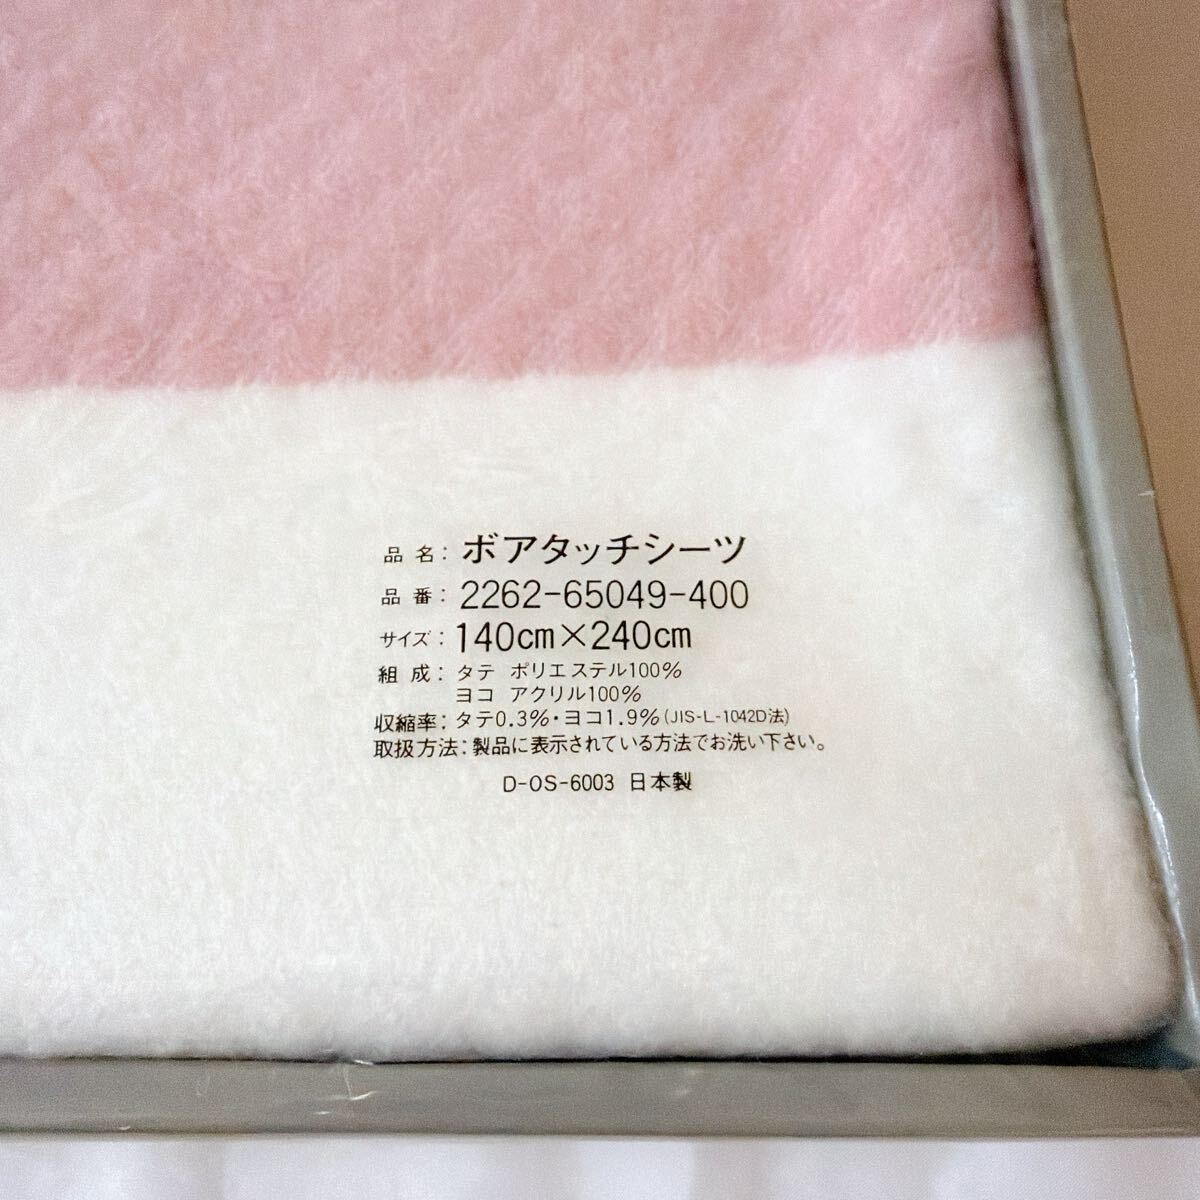 品名：ボアタッチシーツ
品番：2262-65049-400
サイズ：140cm×240cm
組成：タテ ポリエステル100%
ヨコ アクリル100%
収縮率：タテ0.3%・ヨコ1.9%(JIS-L-1042D法)
取扱方法：製品に表示されている方法でお洗い下さい。
D-OS-6003 日本製